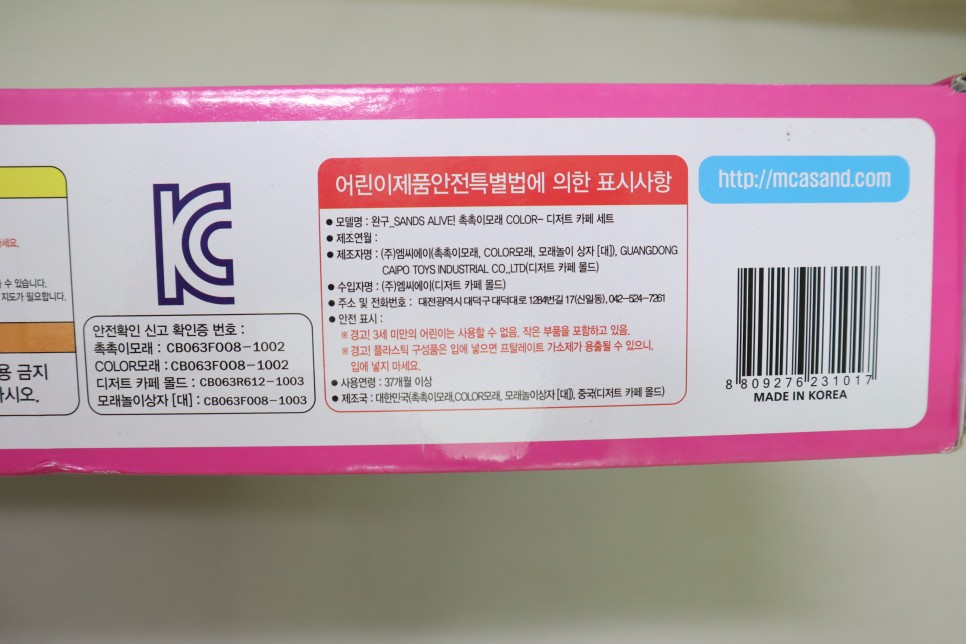 세요.
수 있습니다.
지도가 필요합니다.
용 금지
시오.
KC
안전확인 신고 확인증 번호 :
촉촉이모래 : CB063F008-1002
COLOR모래 : CB063F008-1002
디저트 카페 몰드 : CB063R612-1003
모래놀이상자 [대] : CB063F008-1003
어린이제품안전특별법에 의한 표시사항
● 모델명 : 완구_SANDS ALIVE! 촉촉이모래 COLOR- 디저트 카페 세트
● 제조연월 :
● 제조자명 : (주)엠씨에이(촉촉이모래, COLOR모래, 모래놀이 상자 [대]), GUANGDONG
CAIPO TOYS INDUSTRIAL CO.,LTD(디저트 카페 몰드)
● 수입자명 : (주)엠씨에이(디저트 카페 몰드)
● 주소 및 전화번호 : 대전광역시 대덕구 대덕대로 1284번길 17(신일동), 042-524-7261
● 안전 표시 :
※경고! 3세 미만의 어린이는 사용할 수 없음. 작은 부품을 포함하고 있음.
※경고! 플라스틱 구성품은 입에 넣으면 프탈레이트 가소제가 용출될 수 있으니,
입에 넣지 마세요.
● 사용연령 : 37개월 이상
● 제조국 : 대한민국(촉촉이모래,COLOR모래, 모래놀이상자 [대]), 중국(디저트 카페 몰드)
http://mcasand.com
8 809276 231017
MADE IN KOREA